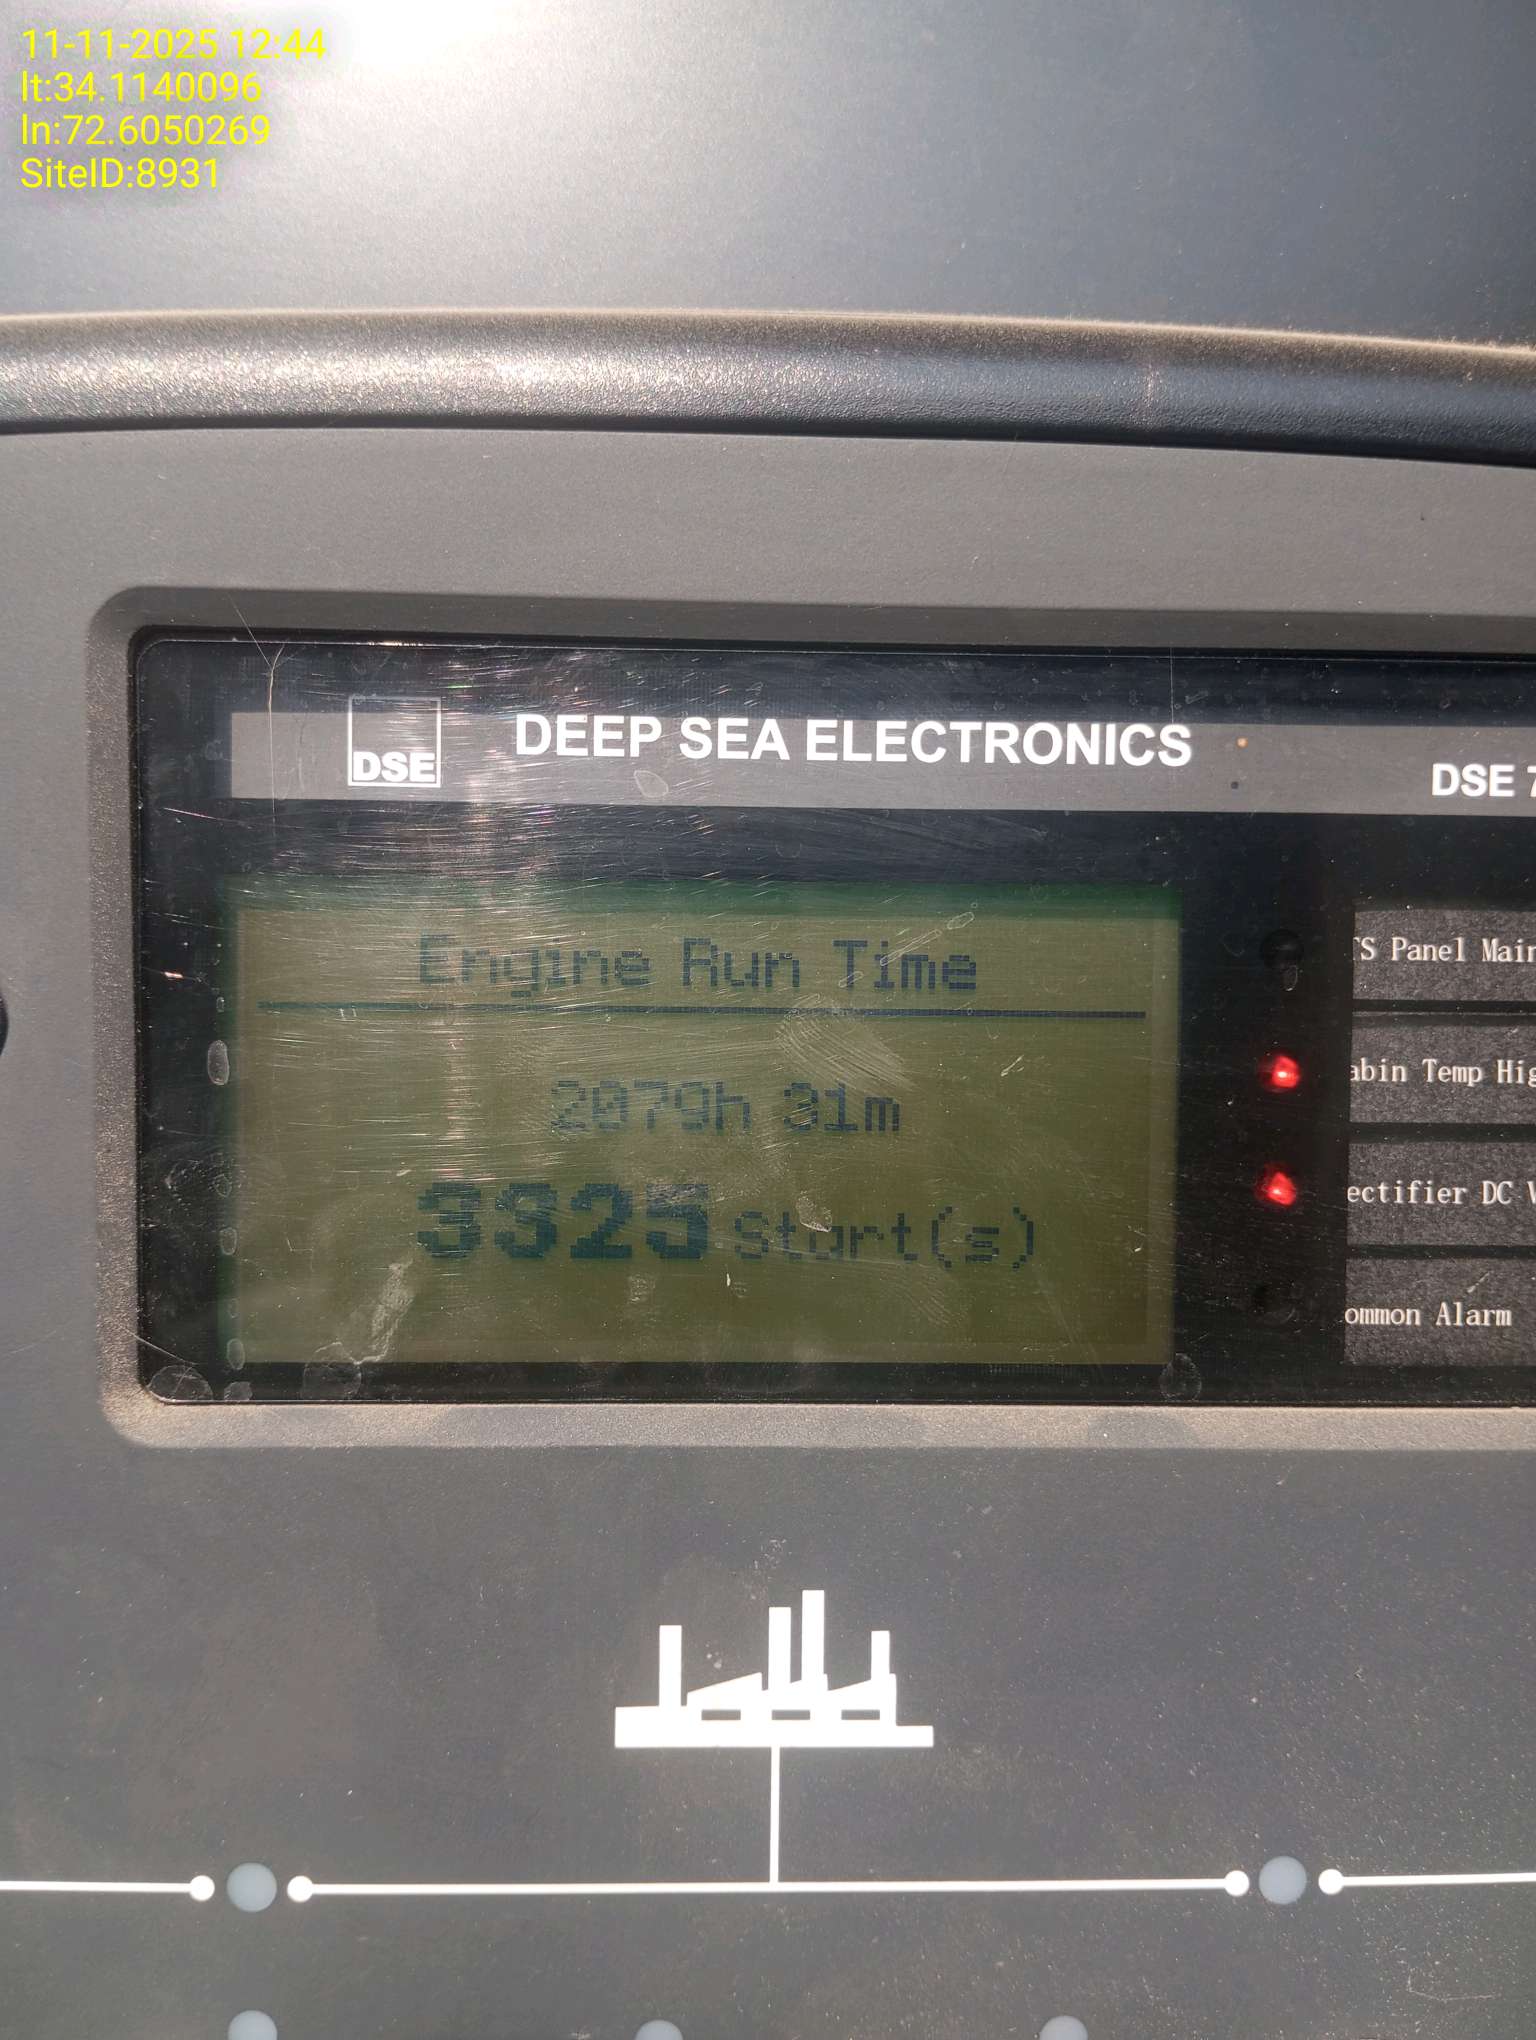 11-11-2025 12:44
lt:34.1140096
ln:72.6050269
SiteID:8931
DSE
DEEP SEA ELECTRONICS
DSE 7
Engine Run Time
2079h 31m
3325 Start(s)
TS Panel Main
abin Temp Hig
ectifier DC V
ommon Alarm